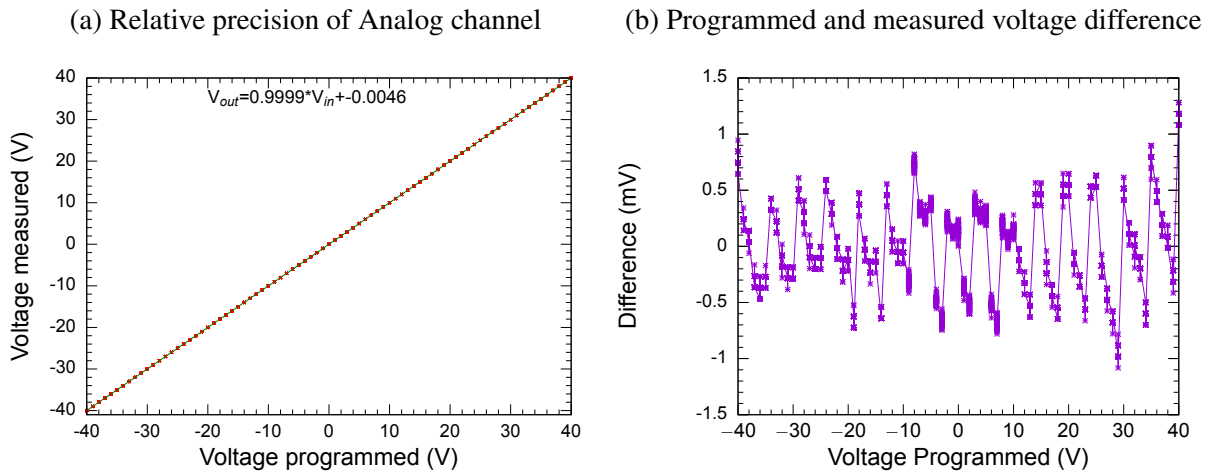 (a) Relative precision of Analog channel
40
30
20
10
0
-10
-20
-30
-40
-40 -30 -20 -10 0 10 20 30 40
Voltage measured (V)
Voltage programmed (V)
Vout=0.9999*Vin+-0.0046
(b) Programmed and measured voltage difference
1.5
1
0.5
0
-0.5
-1
-1.5
−40 −30 −20 −10 0 10 20 30 40
Difference (mV)
Voltage Programmed (V)